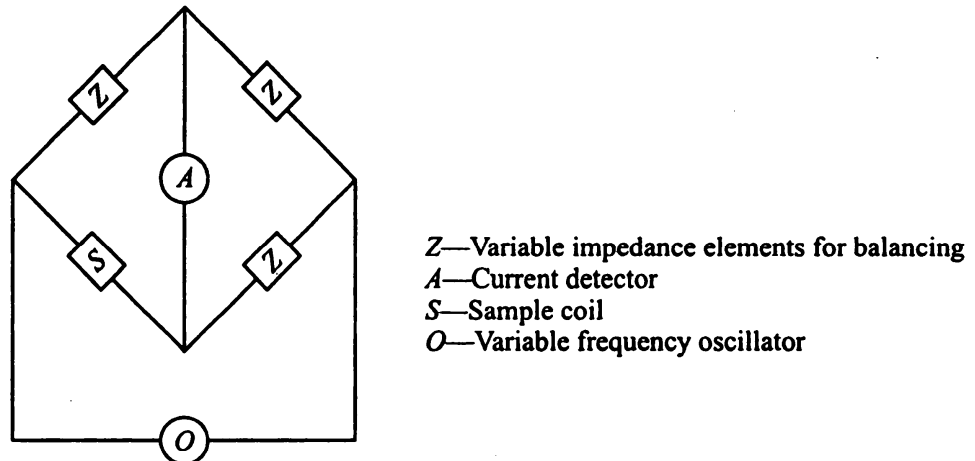 Z
Z
A
S
Z
Z—Variable impedance elements for balancing
A—Current detector
S—Sample coil
O—Variable frequency oscillator
O